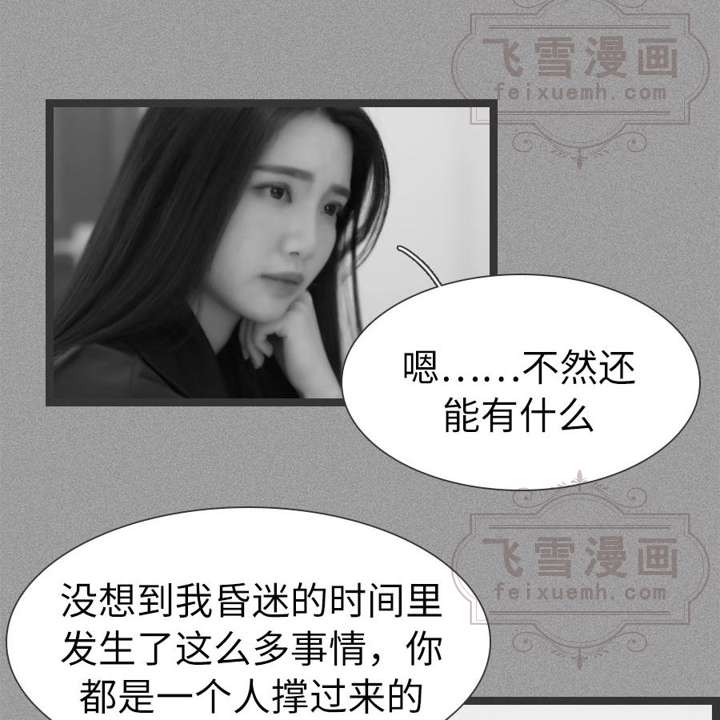 飞雪漫画
feixuemh.com
嗯……不然还
能有什么
飞雪漫画
feixuemh.com
没想到我昏迷的时间里
发生了这么多事情，你
都是一个人撑过来的